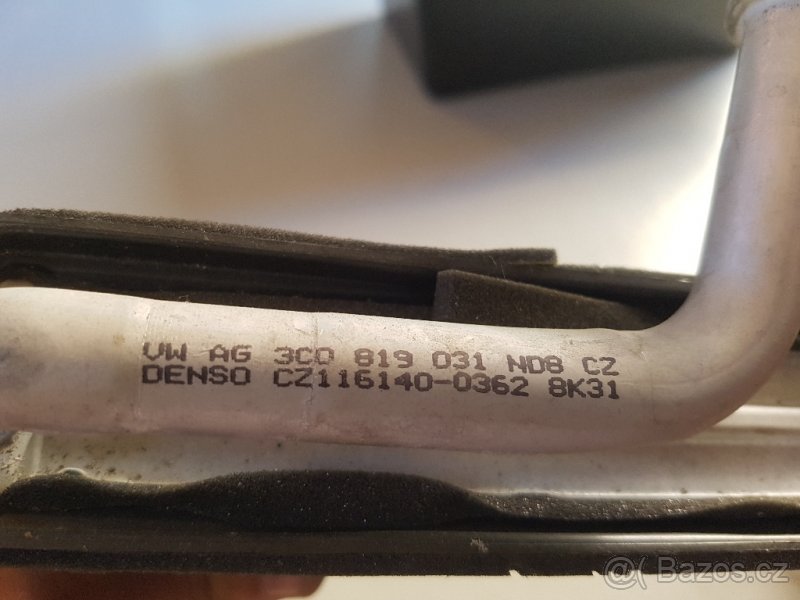 VW AG 3C0 819 031 ND8 CZ
DENSO CZ116140-0362 8K31
Bazos.cz